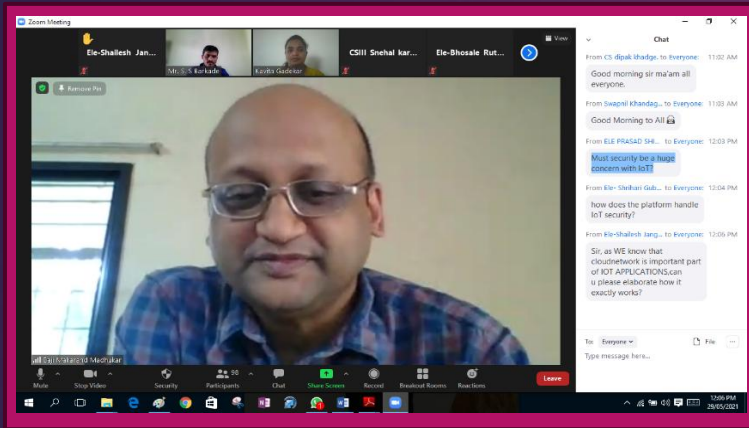 Zoom Meeting
View
Ele-Shailesh Jan...
Mr. S. S Karkade
Kavita Gadekar
CSIII Snehal kar...
Ele-Bhosale Rut...
Remove Pin
Madhukar
Mute
Stop Video
Security
98
Participants
Chat
Share Screen
Record
Breakout Rooms
Reactions
Leave
Chat
From CS dipak khadge. to Everyone: 11:02 AM
Good morning sir ma'am all
everyone.
From Swapnil Khandag... to Everyone: 11:03 AM
Good Morning to All
From ELE PRASAD SHI... to Everyone: 12:03 PM
Must security be a huge
concern with IoT?
From Ele- Shrihari Gub... to Everyone: 12:04 PM
how does the platform handle
IoT security?
From Ele-Shailesh Jang... to Everyone: 12:06 PM
Sir, as WE know that
cloudnetwork is important part
of IOT APPLICATIONS,can
u please elaborate how it
exactly works?
To: Everyone
File
Type message here...
12:06 PM
29/05/2021